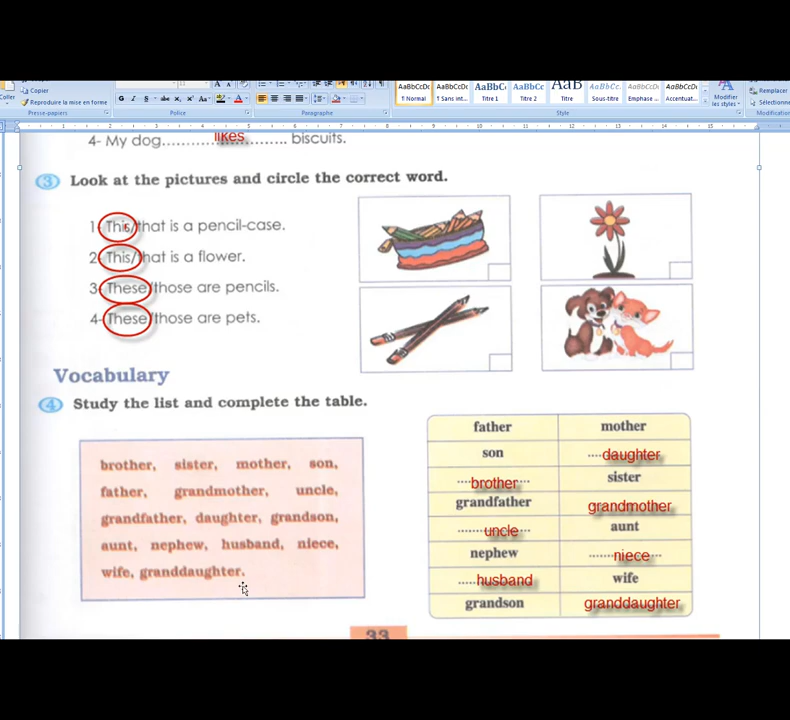 Coller
Copier
Reproduire la mise en forme
Presse-papiers
G I S abc X₂ X² Aa A
Police
Paragraphe
AaBbCcDc AaBbCcDc AaBbC AaBbCc AaB AaBbCc. AaBbCcDc AaBbCcDc
¶ Normal ¶ Sans int... Titre 1 Titre 2 Titre Sous-titre Emphase ... Accentuat...
Style
Modifier les styles
Remplacer
Sélectionner
Modification
4- My dog.....likes..... biscuits.
3 Look at the pictures and circle the correct word.
1- This/that is a pencil-case.
2- This/that is a flower.
3- These/those are pencils.
4- These/those are pets.
Vocabulary
4 Study the list and complete the table.
brother, sister, mother, son,
father, grandmother, uncle,
grandfather, daughter, grandson,
aunt, nephew, husband, niece,
wife, granddaughter.
father mother
son ....daughter
....brother... sister
grandfather grandmother
........uncle... aunt
nephew ........niece...
.....husband wife
grandson granddaughter
33